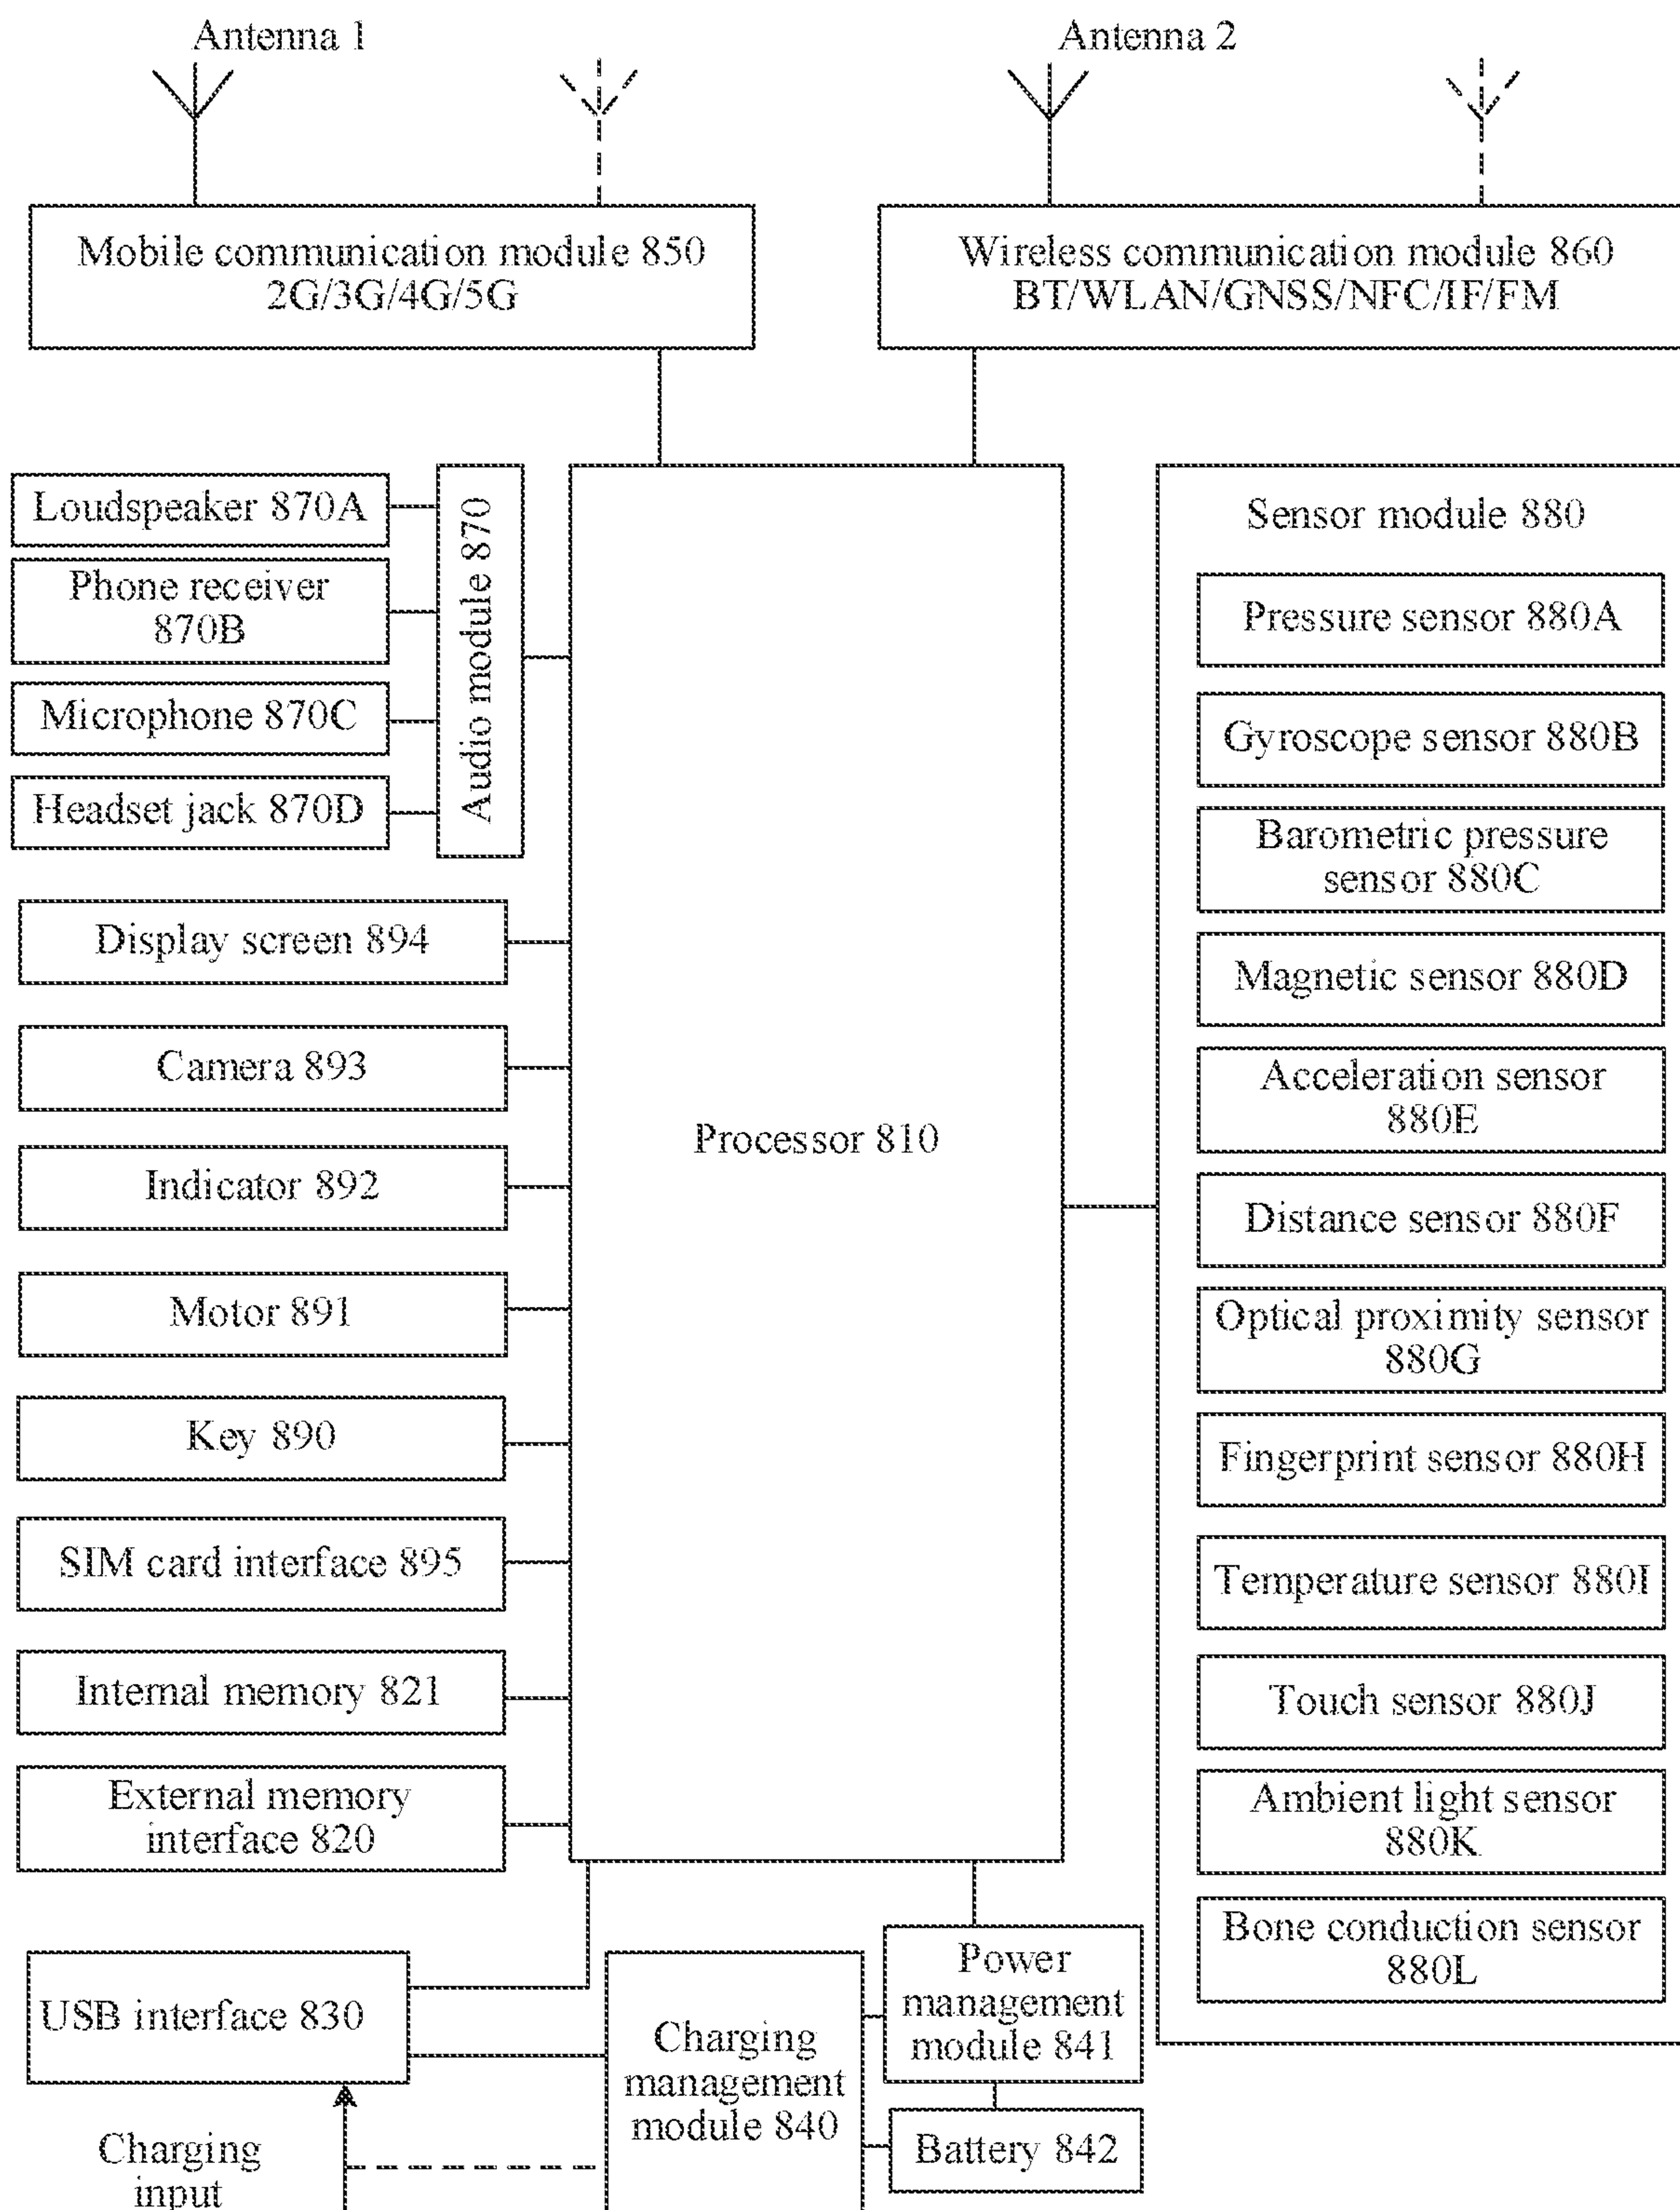 Antenna 1
Antenna 2
Mobile communication module 850
2G/3G/4G/5G
Wireless communication module 860
BT/WLAN/GNSS/NFC/IF/FM
Loudspeaker 870A
Phone receiver
870B
Microphone 870C
Headset jack 870D
Audio module 870
Display screen 894
Camera 893
Indicator 892
Motor 891
Key 890
SIM card interface 895
Internal memory 821
External memory
interface 820
Processor 810
Sensor module 880
Pressure sensor 880A
Gyroscope sensor 880B
Barometric pressure
sensor 880C
Magnetic sensor 880D
Acceleration sensor
880E
Distance sensor 880F
Optical proximity sensor
880G
Fingerprint sensor 880H
Temperature sensor 880I
Touch sensor 880J
Ambient light sensor
880K
Bone conduction sensor
880L
USB interface 830
Charging
management
module 840
Power
management
module 841
Battery 842
Charging
input